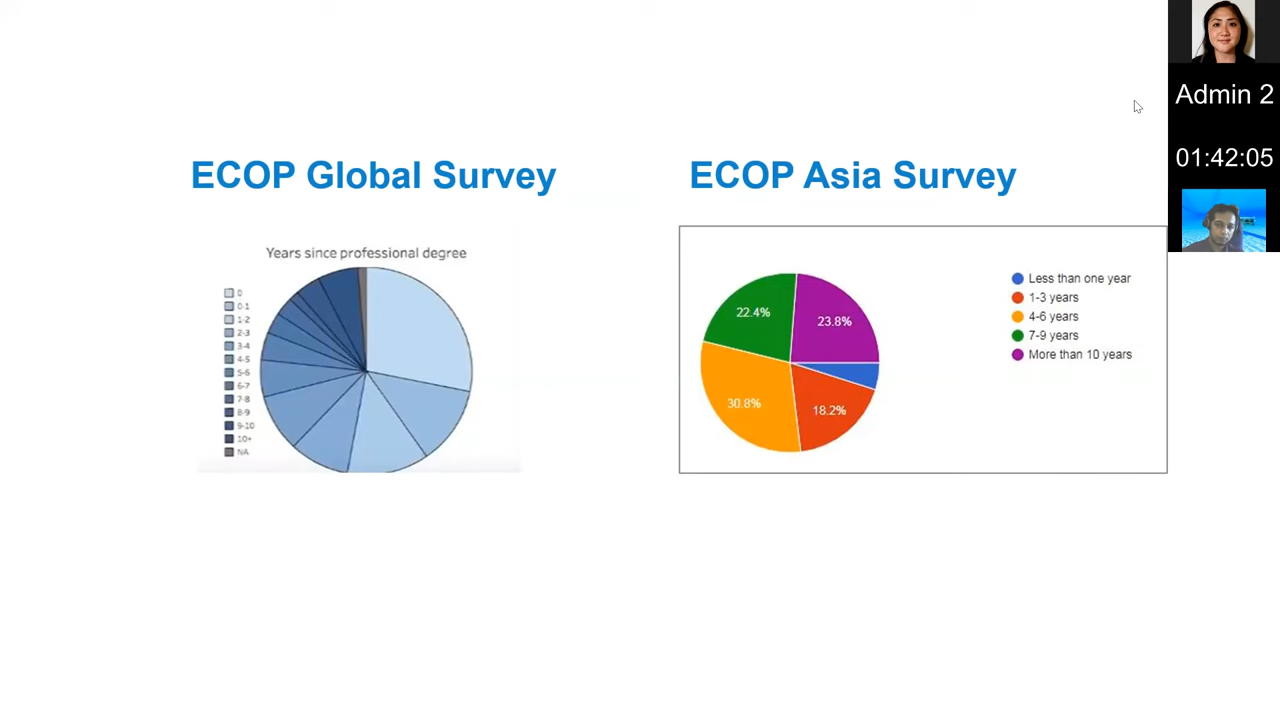 Admin 2
01:42:05
ECOP Global Survey
Years since professional degree
0
0-1
1-2
2-3
3-4
4-5
5-6
6-7
7-8
8-9
9-10
10+
NA
ECOP Asia Survey
22.4%
23.8%
30.8%
18.2%
Less than one year
1-3 years
4-6 years
7-9 years
More than 10 years